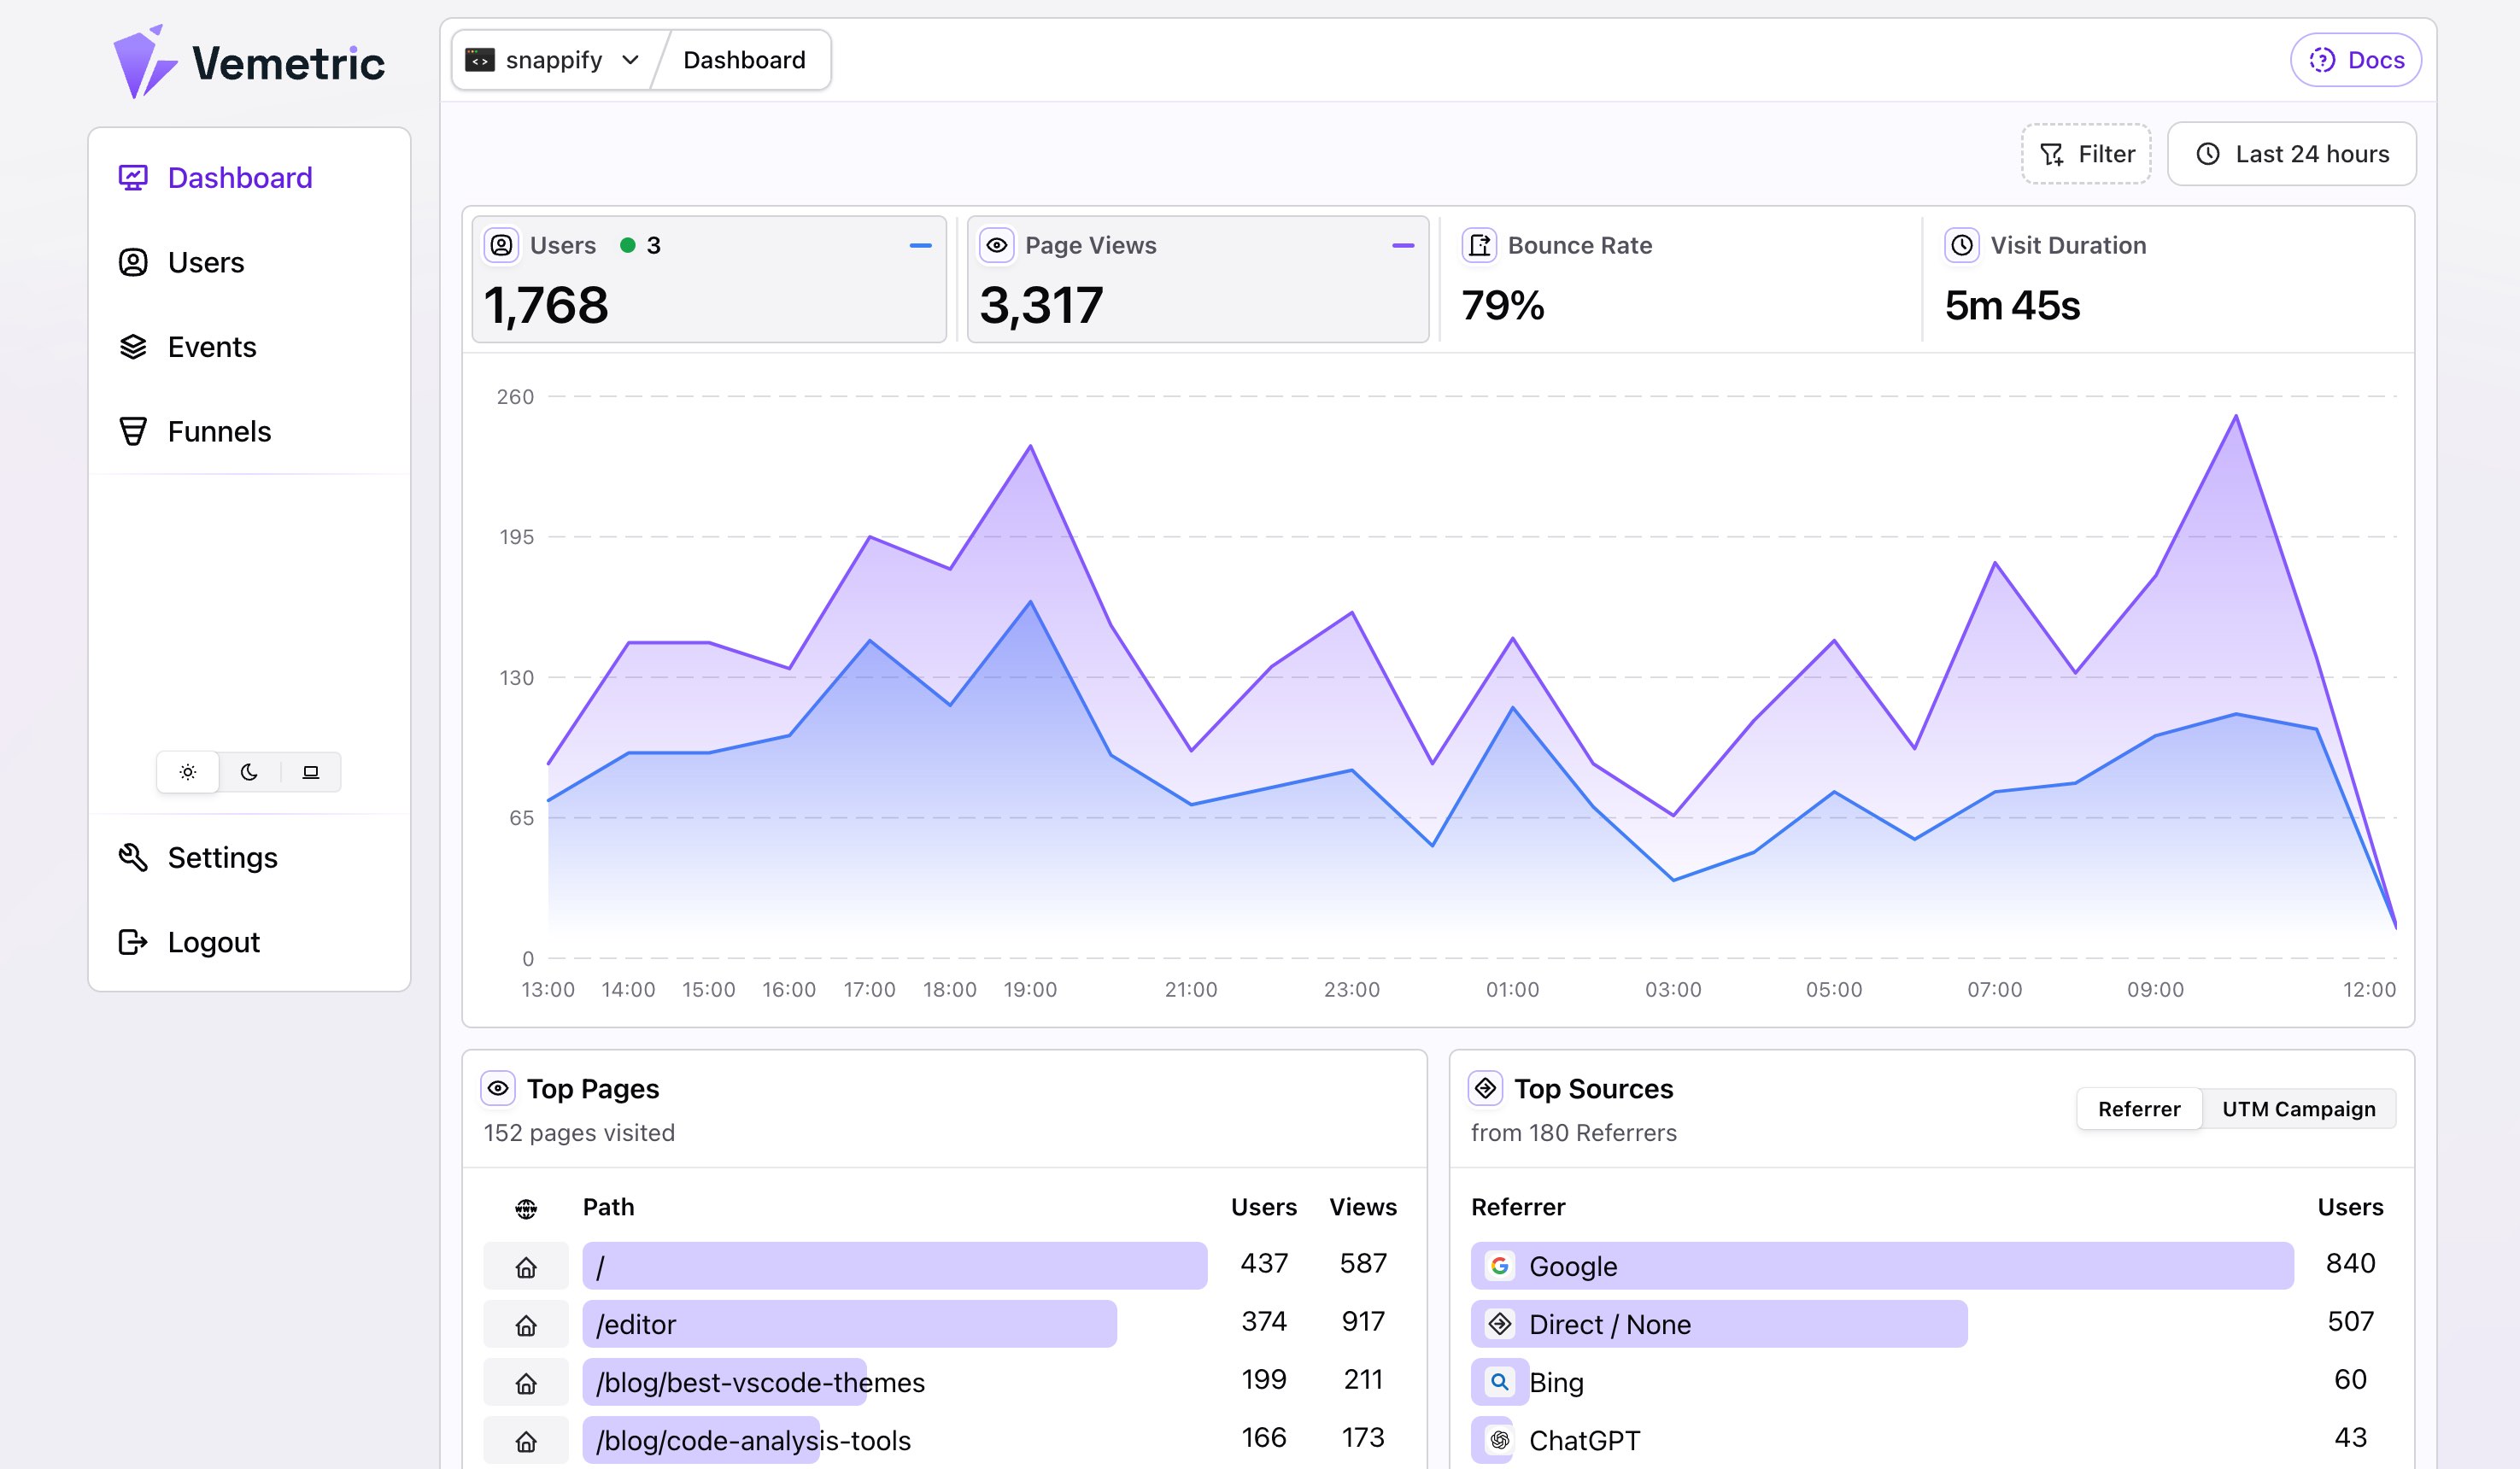 Vemetric
Dashboard
Users
Events
Funnels
Settings
Logout
snappify
Dashboard
Docs
Filter
Last 24 hours
Users 3
1,768
Page Views
3,317
Bounce Rate
79%
Visit Duration
5m 45s
260
195
130
65
0
13:00 14:00 15:00 16:00 17:00 18:00 19:00 21:00 23:00 01:00 03:00 05:00 07:00 09:00 12:00
Top Pages
152 pages visited
www Path Users Views
/ 437 587
/editor 374 917
/blog/best-vscode-themes 199 211
/blog/code-analysis-tools 166 173
Top Sources
from 180 Referrers
Referrer UTM Campaign
Referrer Users
Google 840
Direct / None 507
Bing 60
ChatGPT 43